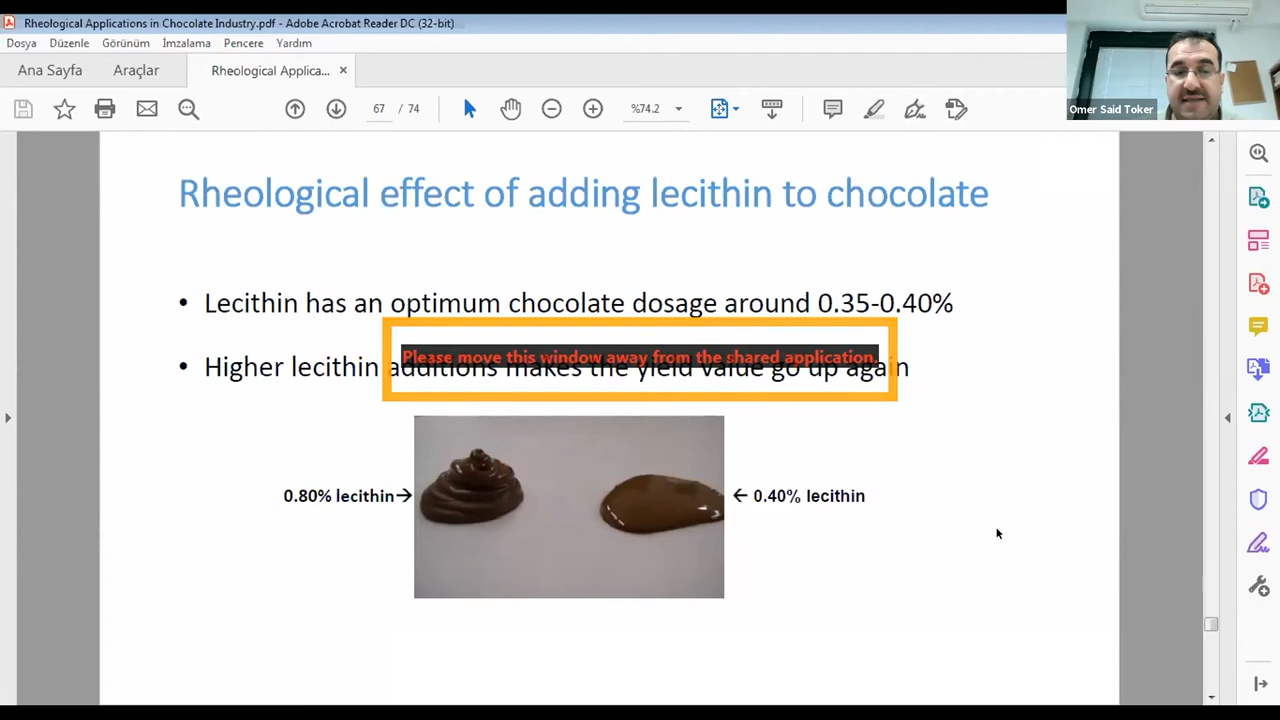 Rheological Applications in Chocolate Industry.pdf - Adobe Acrobat Reader DC (32-bit)
Dosya Düzenle Görünüm İmzalama Pencere Yardım
Ana Sayfa Araçlar Rheological Applica... ×
67 / 74 %74.2
Omer Said Toker
Rheological effect of adding lecithin to chocolate
• Lecithin has an optimum chocolate dosage around 0.35-0.40%
Please move this window away from the shared application.
• Higher lecithin additions makes the yield value go up again
0.80% lecithin→ ← 0.40% lecithin